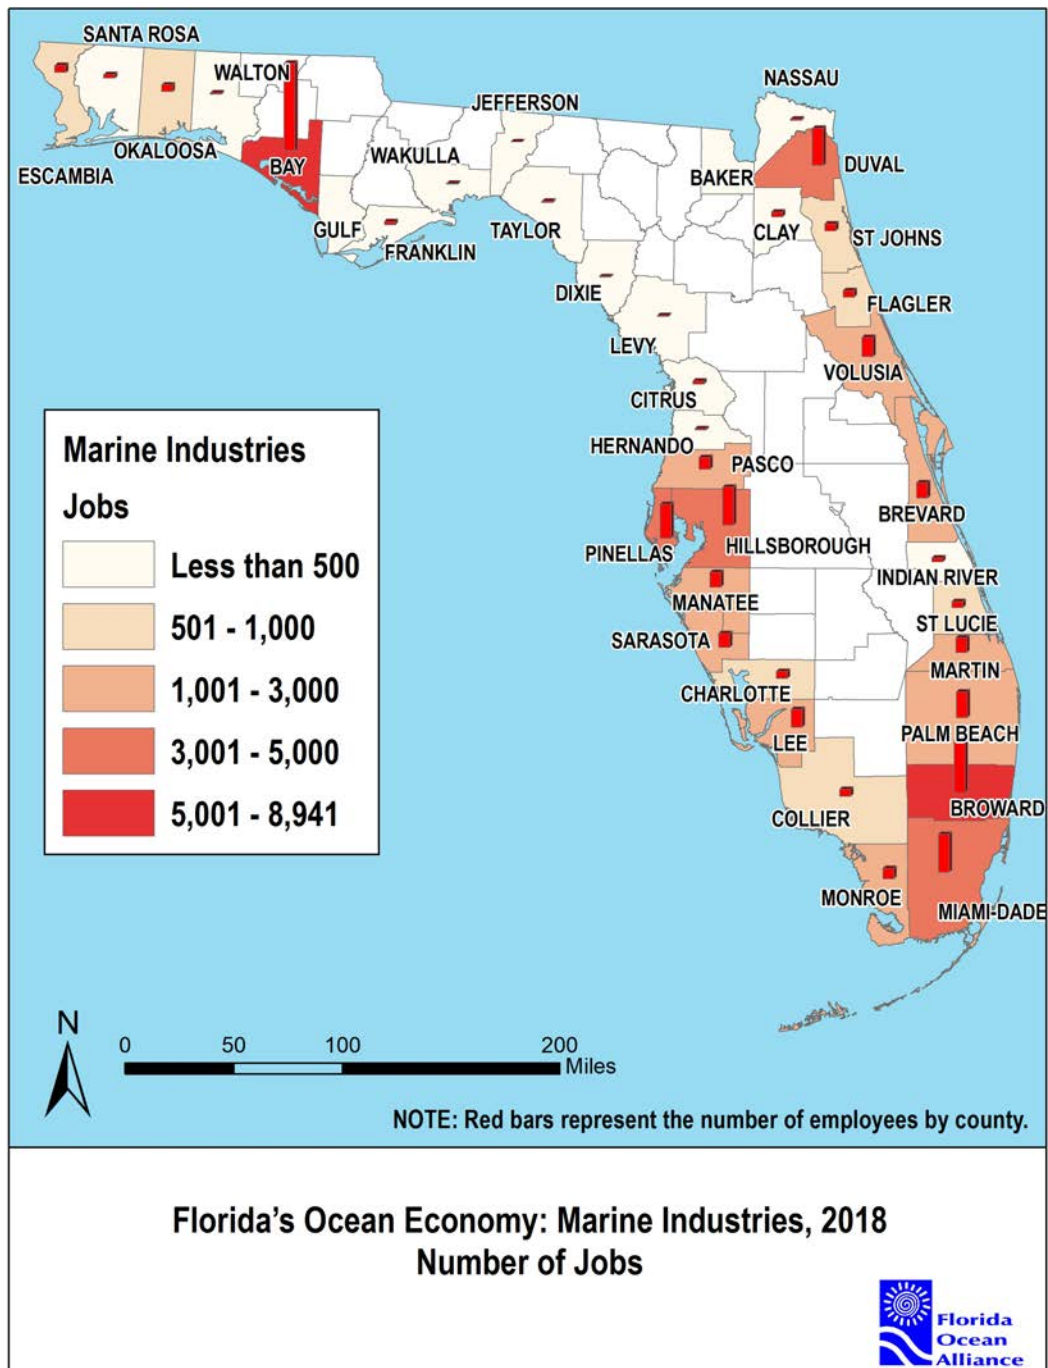 SANTA ROSA
WALTON
NASSAU
JEFFERSON
OKALOOSA
WAKULLA
BAY
BAKER
DUVAL
ESCAMBIA
GULF
FRANKLIN
TAYLOR
CLAY
ST JOHNS
DIXIE
FLAGLER
LEVY
VOLUSIA
CITRUS
HERNANDO
PASCO
BREVARD
PINELLAS
HILLSBOROUGH
INDIAN RIVER
MANATEE
ST LUCIE
SARASOTA
MARTIN
CHARLOTTE
LEE
PALM BEACH
BROWARD
COLLIER
MONROE
MIAMI-DADE
Marine Industries
Jobs
Less than 500
501 - 1,000
1,001 - 3,000
3,001 - 5,000
5,001 - 8,941
N
0 50 100 200
Miles
NOTE: Red bars represent the number of employees by county.
Florida's Ocean Economy: Marine Industries, 2018
Number of Jobs
Florida
Ocean
Alliance